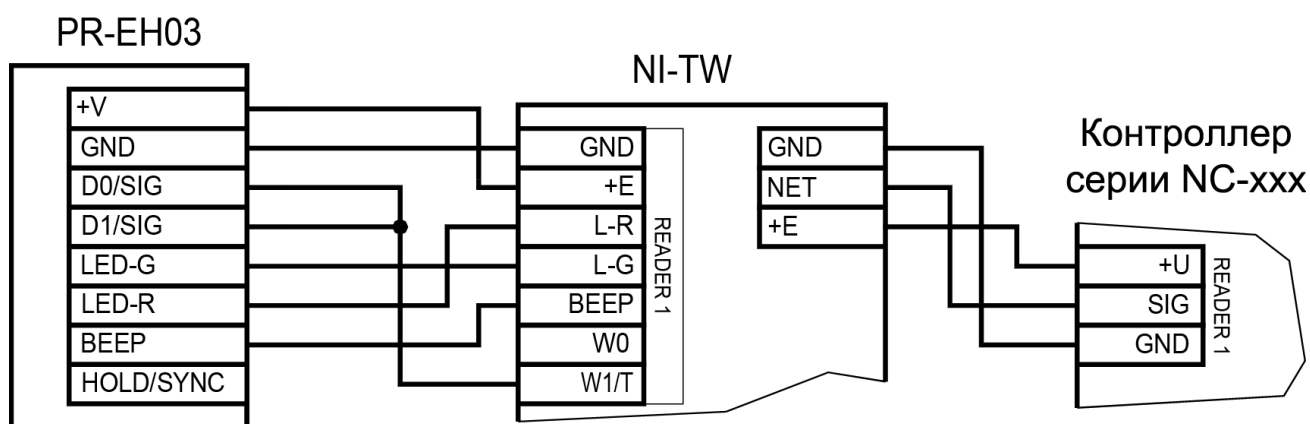 PR-EH03
+V
GND
D0/SIG
D1/SIG
LED-G
LED-R
BEEP
HOLD/SYNC
NI-TW
GND
+E
L-R
L-G
BEEP
W0
W1/T
READER 1
GND
NET
+E
Контроллер
серии NC-xxx
+U
SIG
GND
READER 1